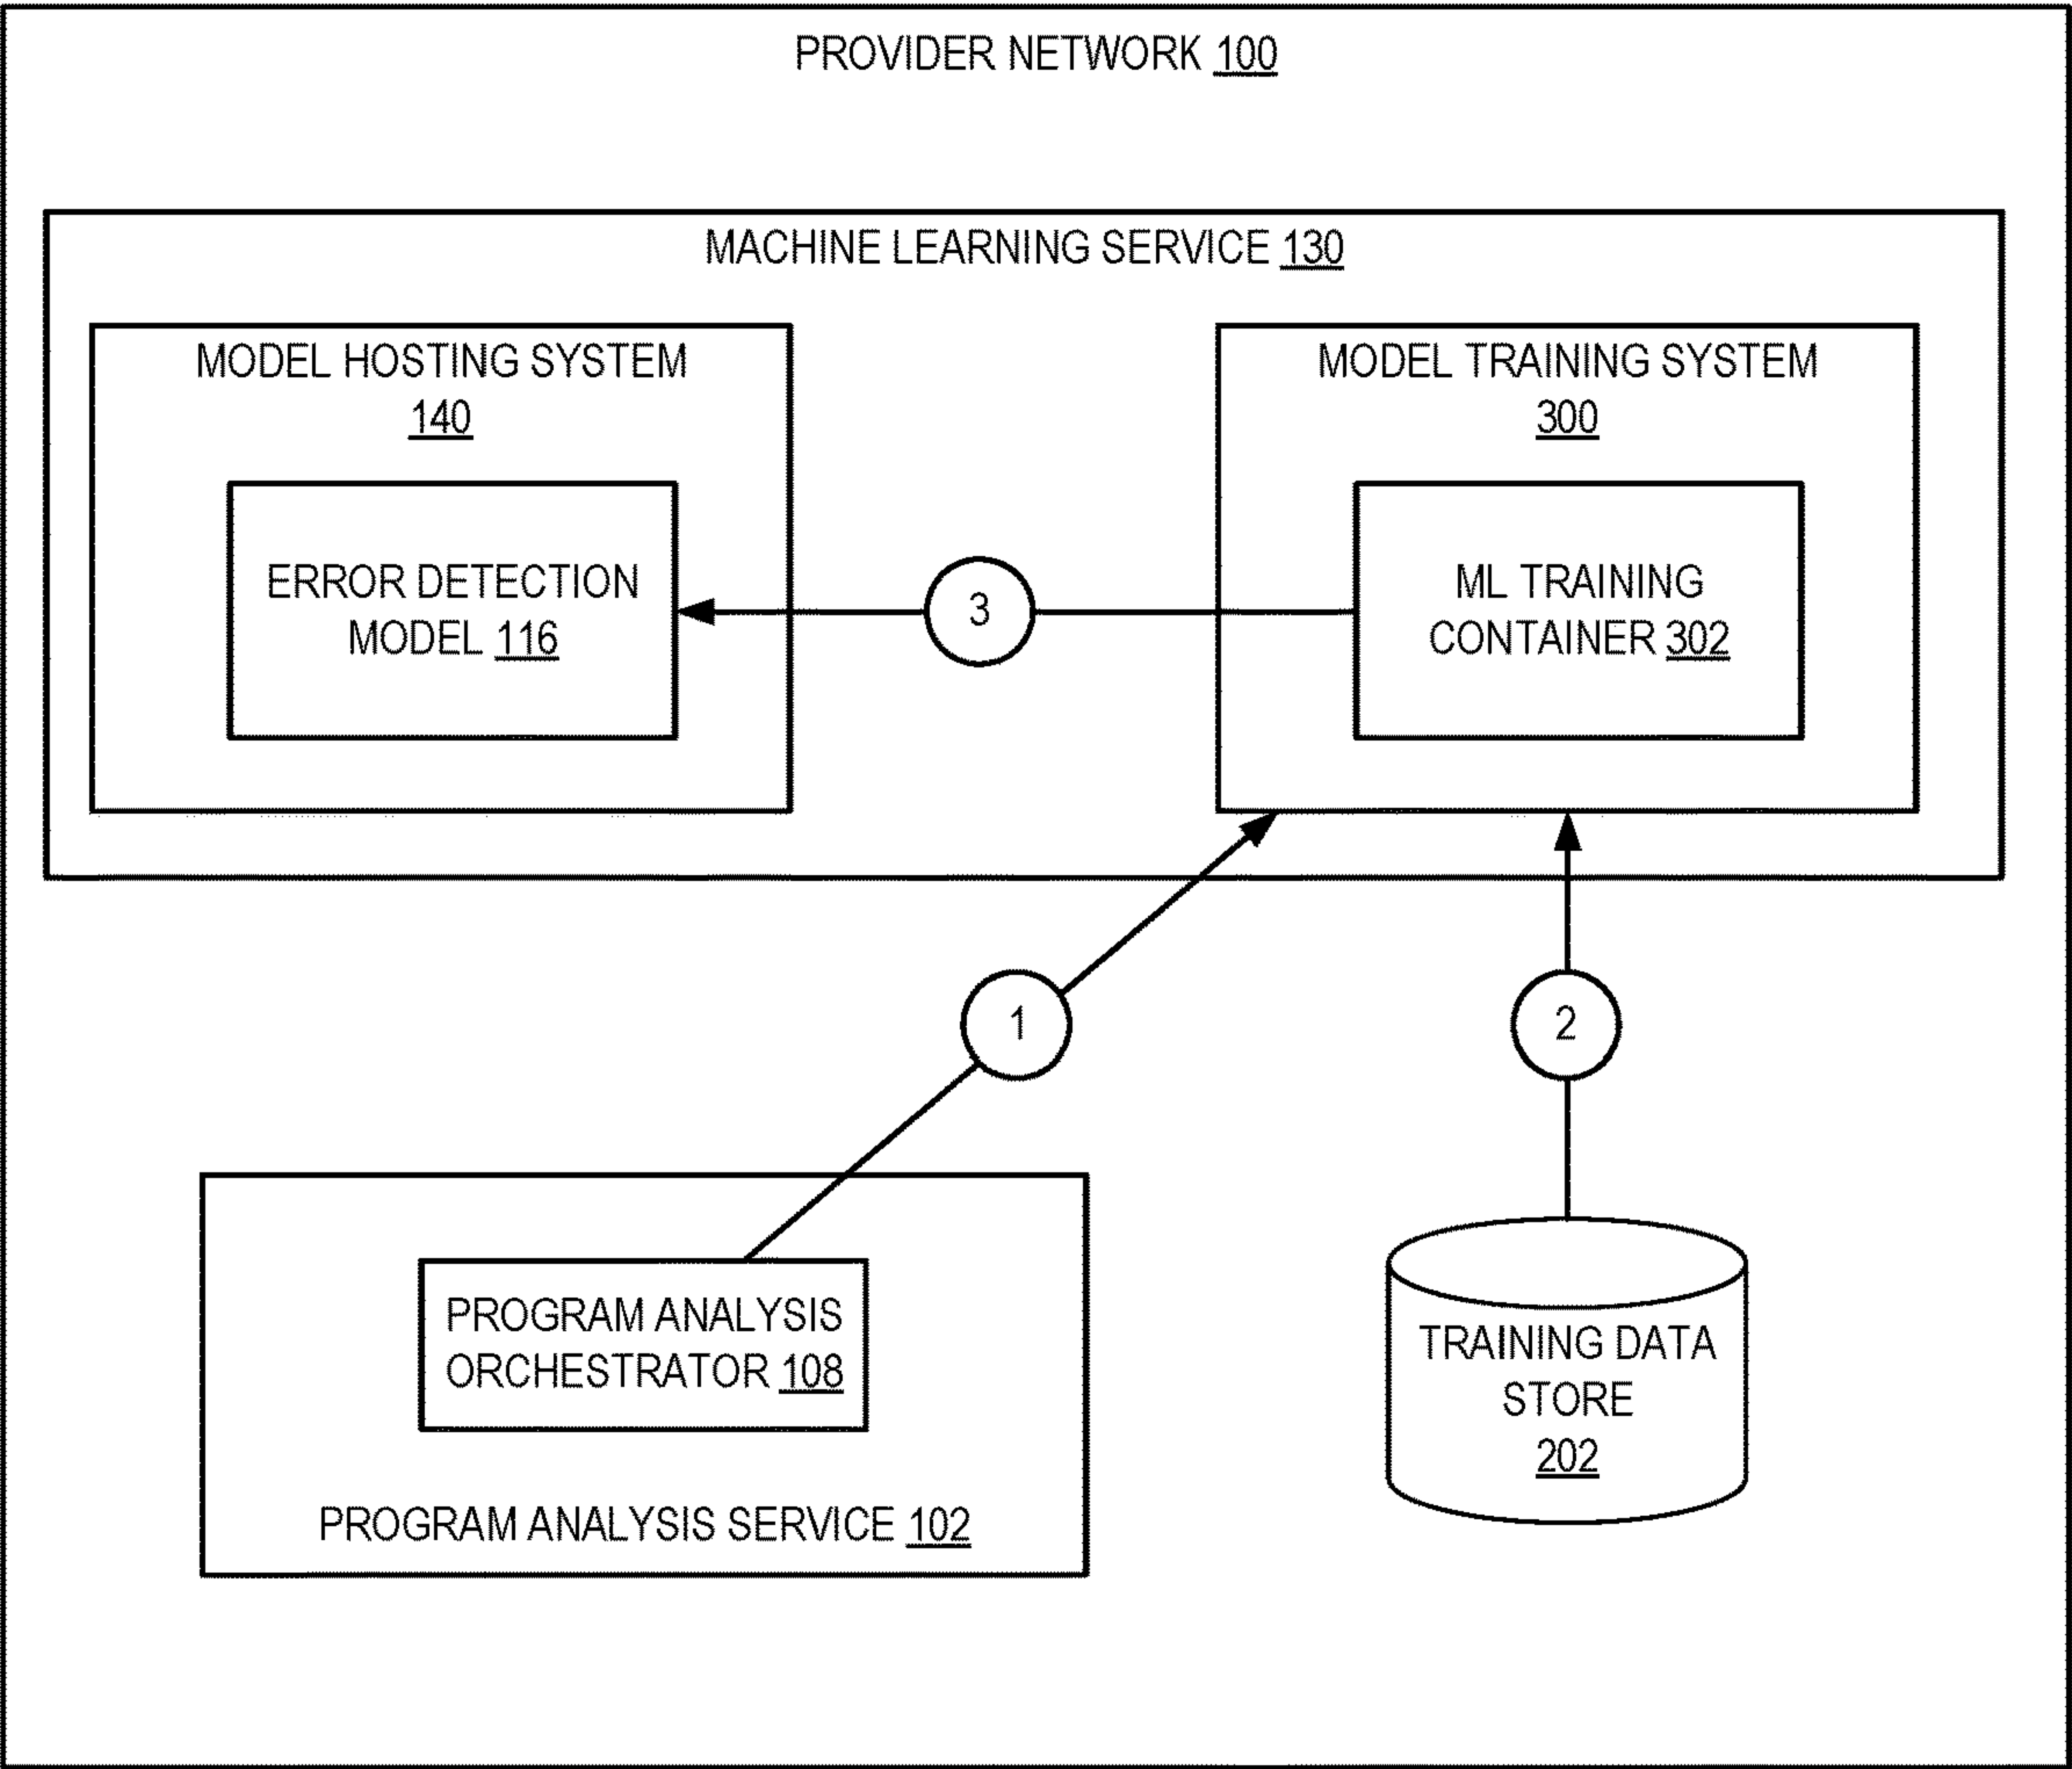 PROVIDER NETWORK 100
MACHINE LEARNING SERVICE 130
MODEL HOSTING SYSTEM
140
ERROR DETECTION
MODEL 116
3
MODEL TRAINING SYSTEM
300
ML TRAINING
CONTAINER 302
1
2
PROGRAM ANALYSIS
ORCHESTRATOR 108
PROGRAM ANALYSIS SERVICE 102
TRAINING DATA
STORE
202